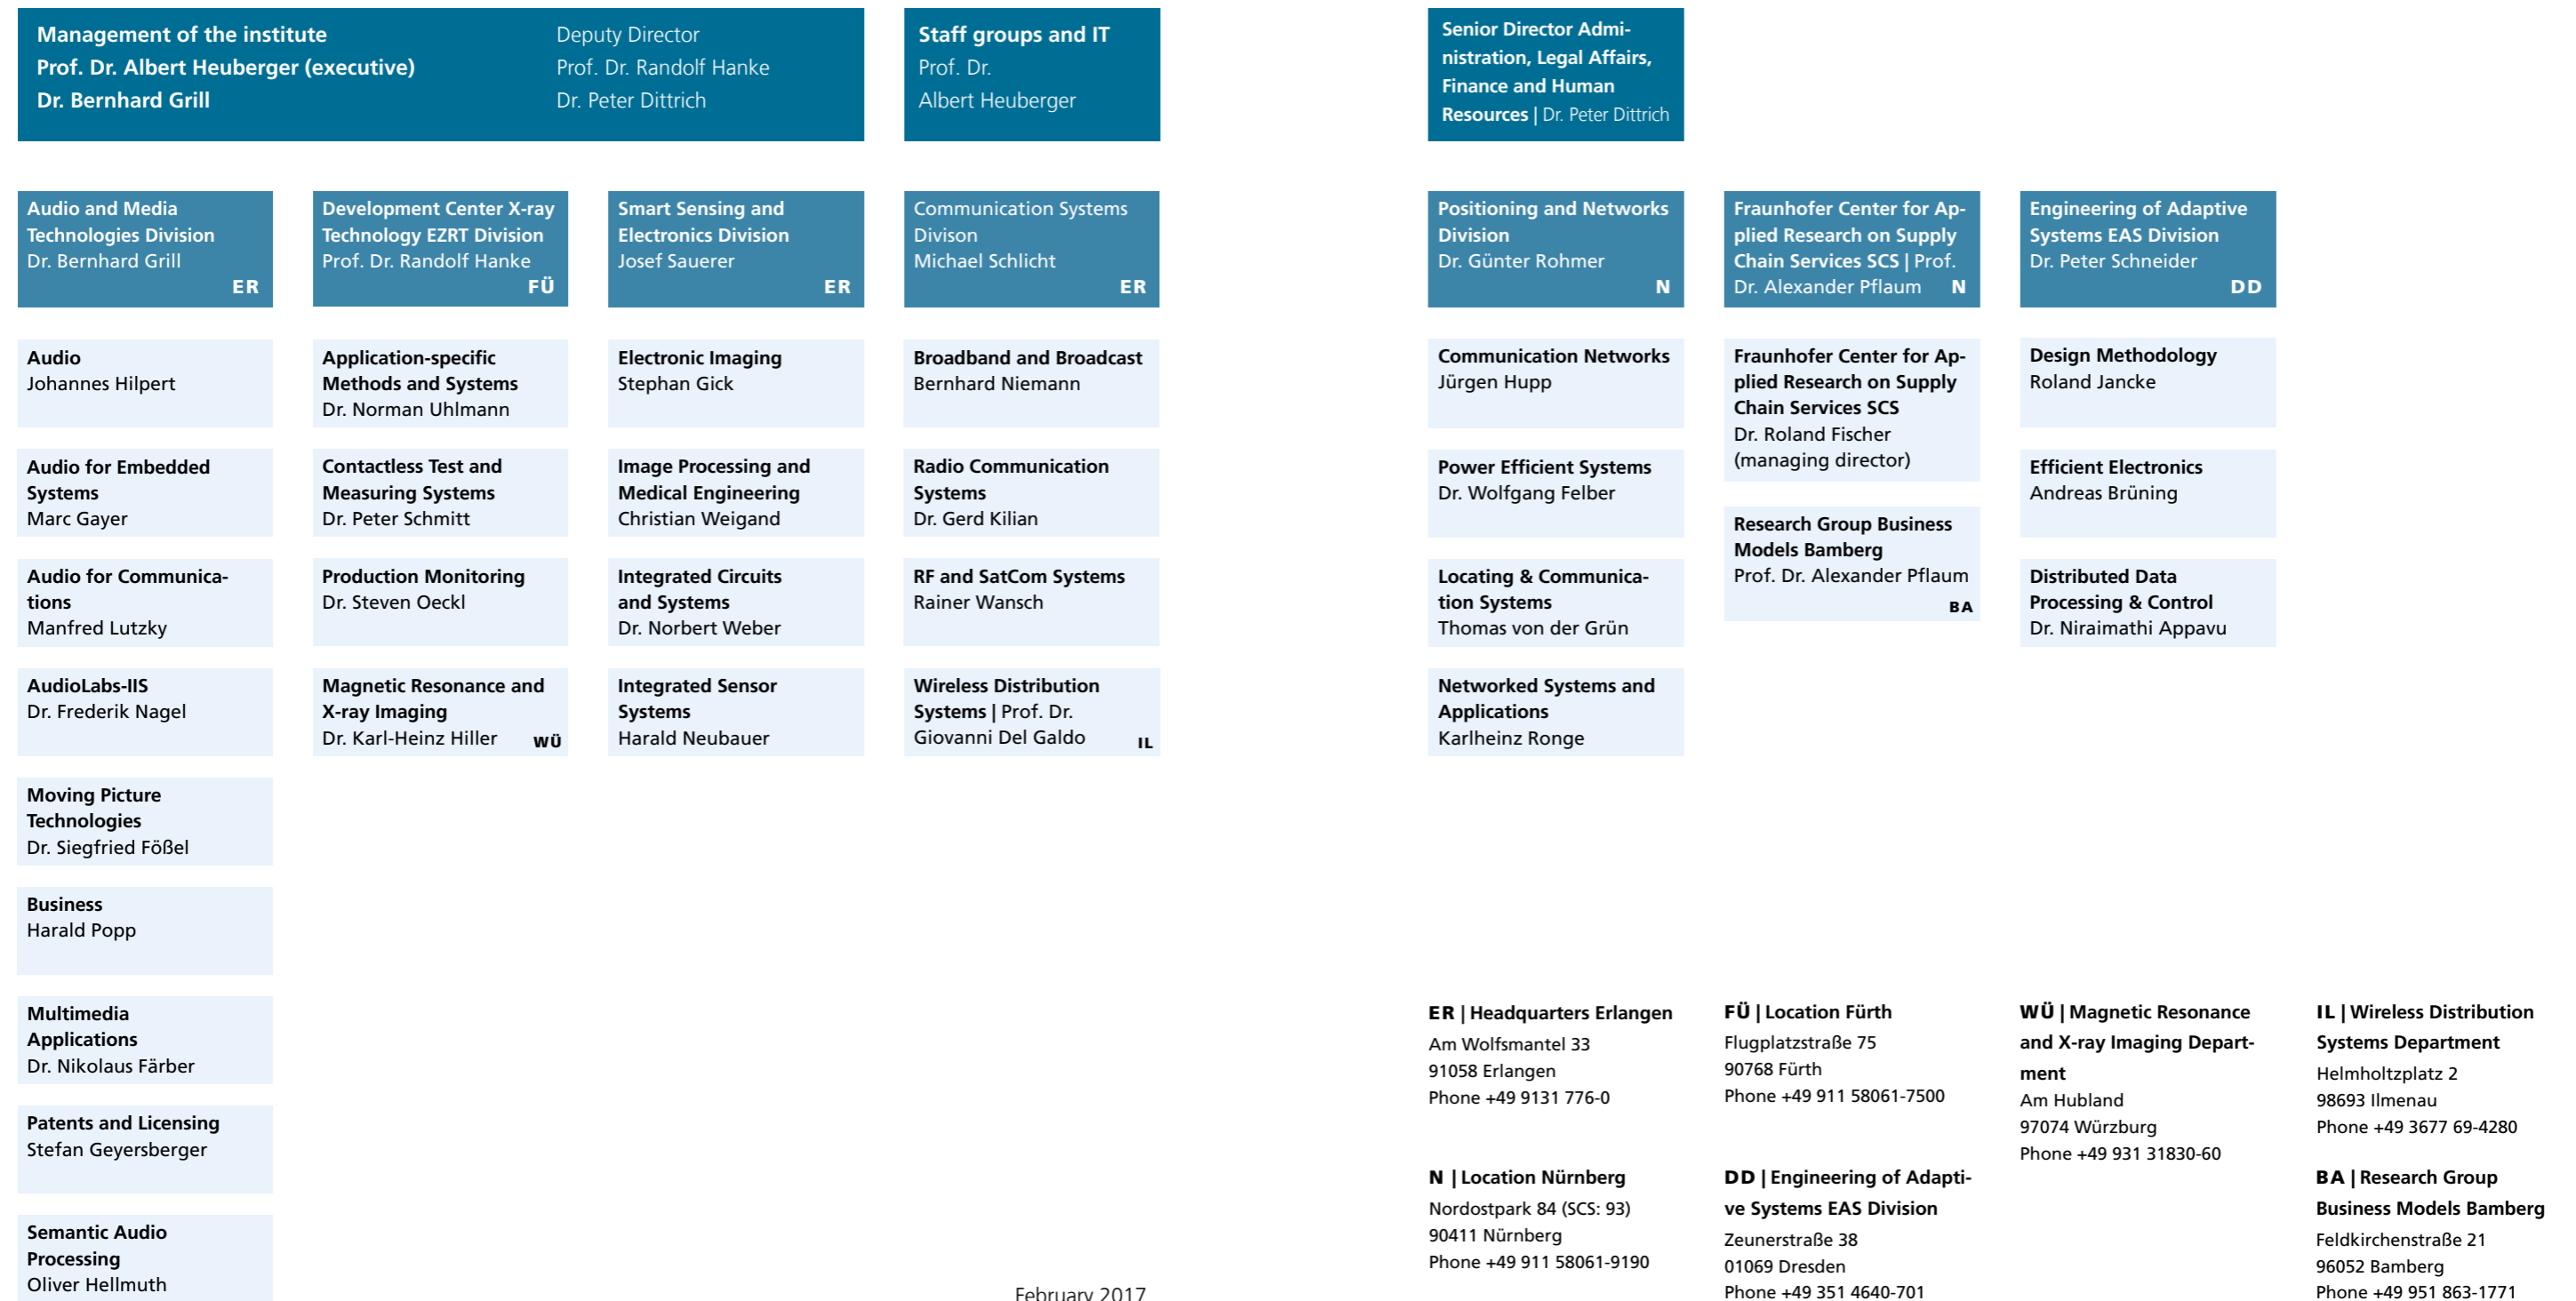 Management of the institute
Prof. Dr. Albert Heuberger (executive)
Dr. Bernhard Grill
Deputy Director
Prof. Dr. Randolf Hanke
Dr. Peter Dittrich
Staff groups and IT
Prof. Dr.
Albert Heuberger
Senior Director Admi-
nistration, Legal Affairs,
Finance and Human
Resources | Dr. Peter Dittrich
Audio and Media
Technologies Division
Dr. Bernhard Grill
ER
Development Center X-ray
Technology EZRT Division
Prof. Dr. Randolf Hanke
FÜ
Smart Sensing and
Electronics Division
Josef Sauerer
ER
Communication Systems
Divison
Michael Schlicht
ER
Positioning and Networks
Division
Dr. Günter Rohmer
N
Fraunhofer Center for Ap-
plied Research on Supply
Chain Services SCS | Prof.
Dr. Alexander Pflaum N
Engineering of Adaptive
Systems EAS Division
Dr. Peter Schneider
DD
Audio
Johannes Hilpert
Audio for Embedded
Systems
Marc Gayer
Audio for Communica-
tions
Manfred Lutzky
AudioLabs-IIS
Dr. Frederik Nagel
Moving Picture
Technologies
Dr. Siegfried Fößel
Business
Harald Popp
Multimedia
Applications
Dr. Nikolaus Färber
Patents and Licensing
Stefan Geyersberger
Semantic Audio
Processing
Oliver Hellmuth
Application-specific
Methods and Systems
Dr. Norman Uhlmann
Contactless Test and
Measuring Systems
Dr. Peter Schmitt
Production Monitoring
Dr. Steven Oeckl
Magnetic Resonance and
X-ray Imaging
Dr. Karl-Heinz Hiller WÜ
Electronic Imaging
Stephan Gick
Image Processing and
Medical Engineering
Christian Weigand
Integrated Circuits
and Systems
Dr. Norbert Weber
Integrated Sensor
Systems
Harald Neubauer
Broadband and Broadcast
Bernhard Niemann
Radio Communication
Systems
Dr. Gerd Kilian
RF and SatCom Systems
Rainer Wansch
Wireless Distribution
Systems | Prof. Dr.
Giovanni Del Galdo IL
Communication Networks
Jürgen Hupp
Power Efficient Systems
Dr. Wolfgang Felber
Locating & Communica-
tion Systems
Thomas von der Grün
Networked Systems and
Applications
Karlheinz Ronge
Fraunhofer Center for Ap-
plied Research on Supply
Chain Services SCS
Dr. Roland Fischer
(managing director)
Research Group Business
Models Bamberg
Prof. Dr. Alexander Pflaum
BA
Design Methodology
Roland Jancke
Efficient Electronics
Andreas Brüning
Distributed Data
Processing & Control
Dr. Niraimathi Appavu
February 2017
ER | Headquarters Erlangen
Am Wolfsmantel 33
91058 Erlangen
Phone +49 9131 776-0
FÜ | Location Fürth
Flugplatzstraße 75
90768 Fürth
Phone +49 911 58061-7500
WÜ | Magnetic Resonance
and X-ray Imaging Depart-
ment
Am Hubland
97074 Würzburg
Phone +49 931 31830-60
IL | Wireless Distribution
Systems Department
Helmholtzplatz 2
98693 Ilmenau
Phone +49 3677 69-4280
N | Location Nürnberg
Nordostpark 84 (SCS: 93)
90411 Nürnberg
Phone +49 911 58061-9190
DD | Engineering of Adapti-
ve Systems EAS Division
Zeunerstraße 38
01069 Dresden
Phone +49 351 4640-701
BA | Research Group
Business Models Bamberg
Feldkirchenstraße 21
96052 Bamberg
Phone +49 951 863-1771